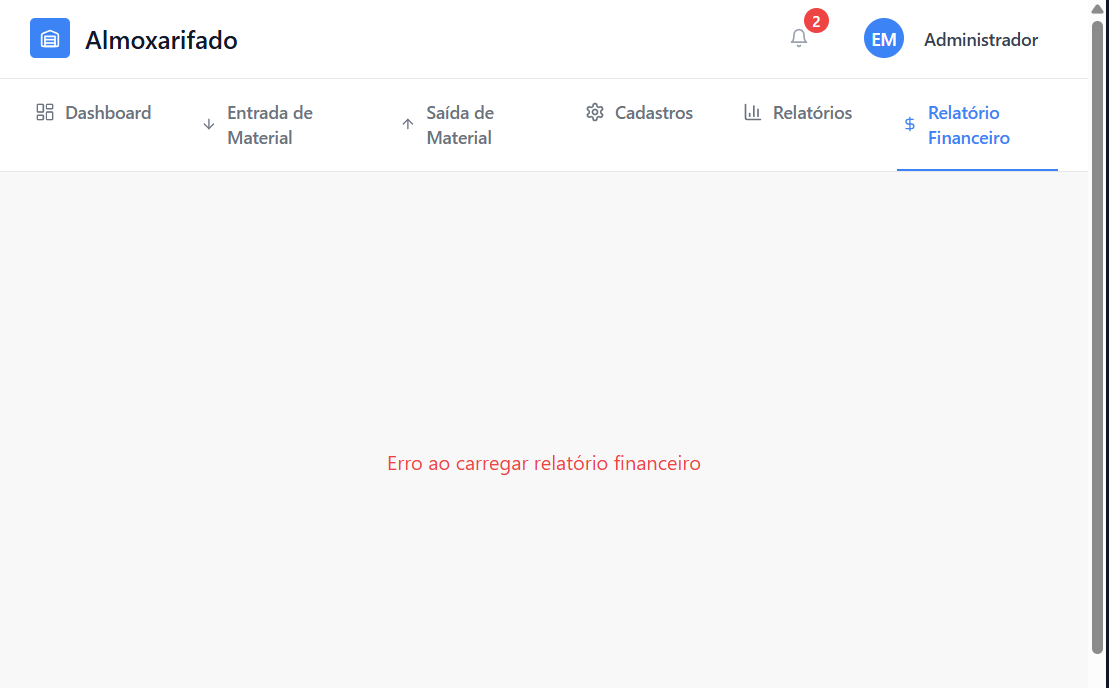 Almoxarifado
2
EM
Administrador
Dashboard
Entrada de
Material
Saída de
Material
Cadastros
Relatórios
$
Relatório
Financeiro
Erro ao carregar relatório financeiro